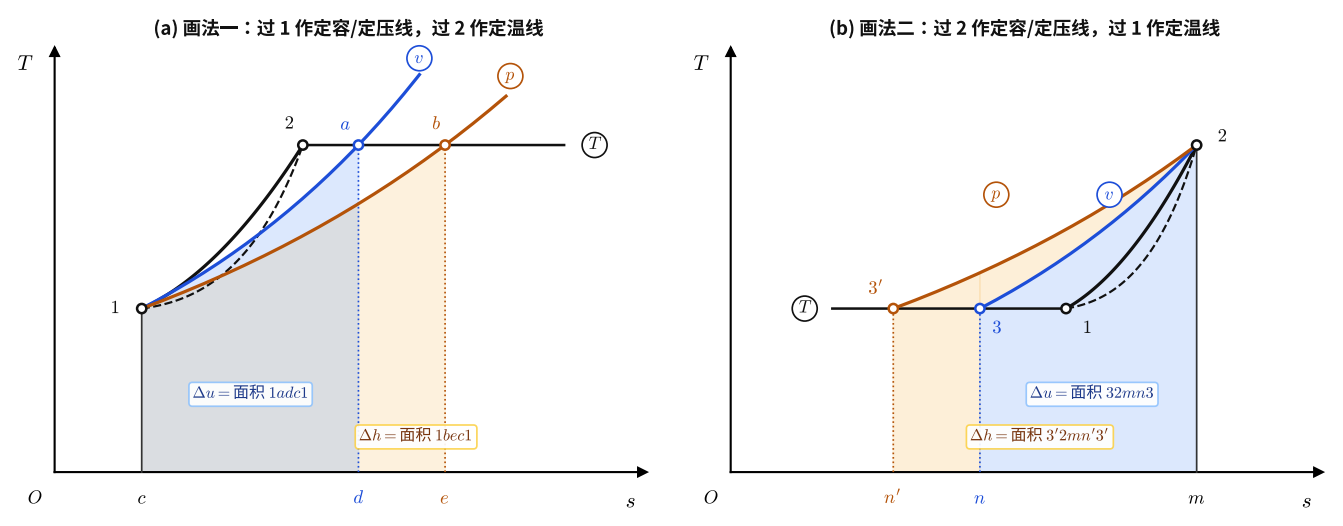 (a) 画法一：过 1 作定容/定压线，过 2 作定温线
T
v
p
2
a
b
T
1
Δu = 面积 1adc1
Δh = 面积 1bec1
O
c
d
e
s
(b) 画法二：过 2 作定容/定压线，过 1 作定温线
T
2
p
v
3′
T
3
1
Δu = 面积 32mn3
Δh = 面积 3′2mn′3′
O
n′
n
m
s